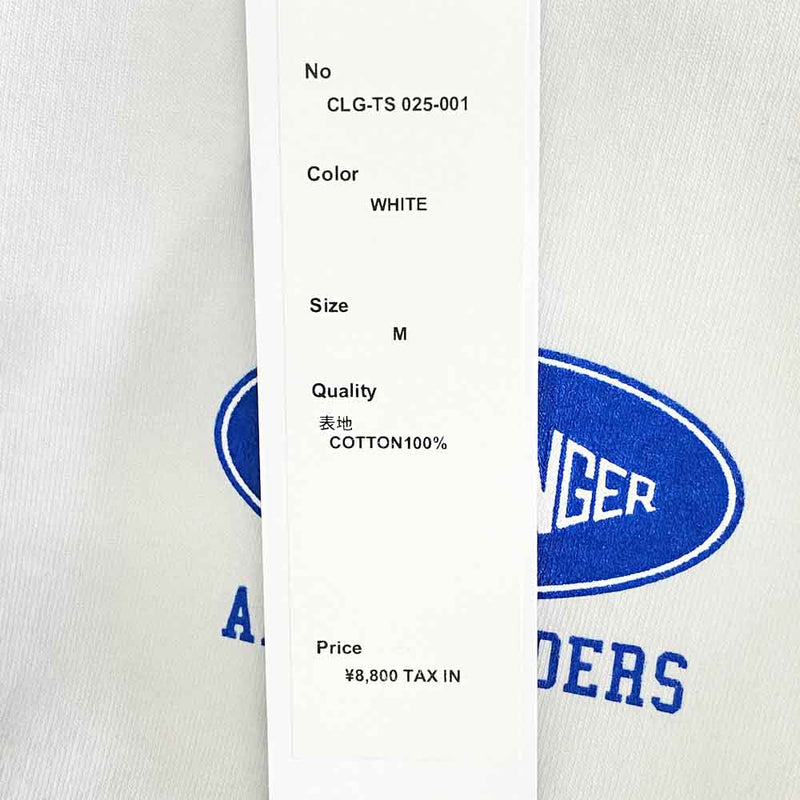 No
CLG-TS 025-001
Color
WHITE
Size
M
Quality
表地
COTTON100%
Price
¥8,800 TAX IN